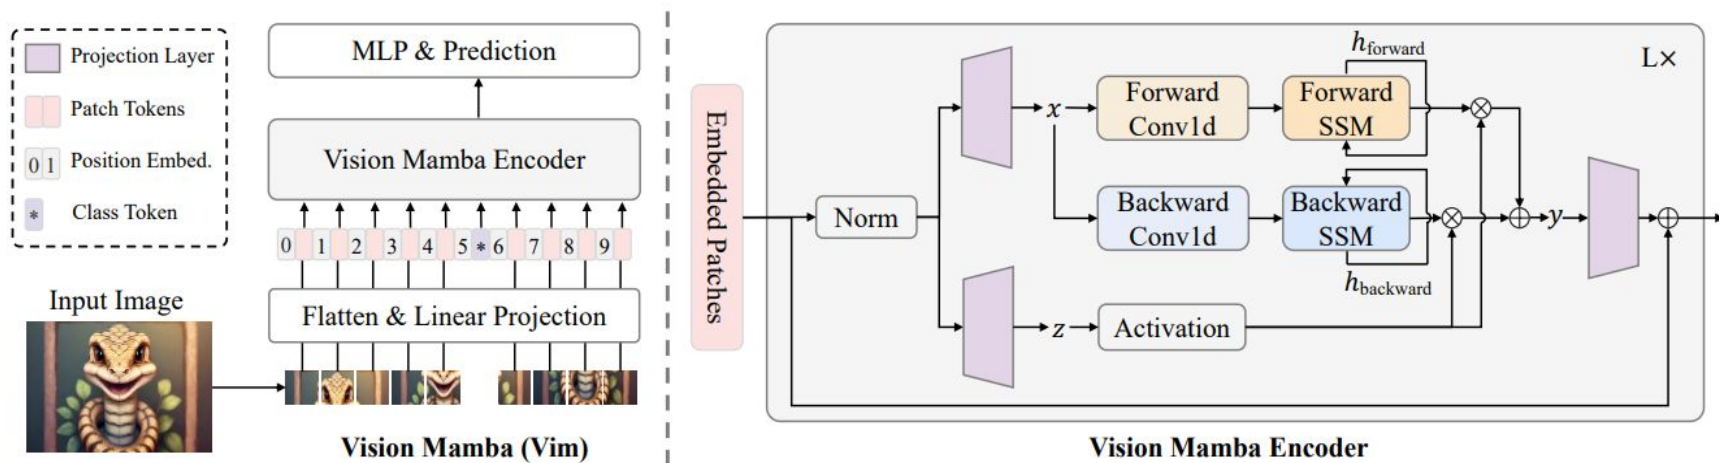 Projection Layer
Patch Tokens
0 1 Position Embed.
* Class Token
MLP & Prediction
Vision Mamba Encoder
0 1 2 3 4 5 * 6 7 8 9
Flatten & Linear Projection
Input Image
Vision Mamba (Vim)
Embedded Patches
Norm
x
z
Forward
Conv1d
Forward
SSM
h_forward
Backward
Conv1d
Backward
SSM
h_backward
Activation
y
L×
Vision Mamba Encoder